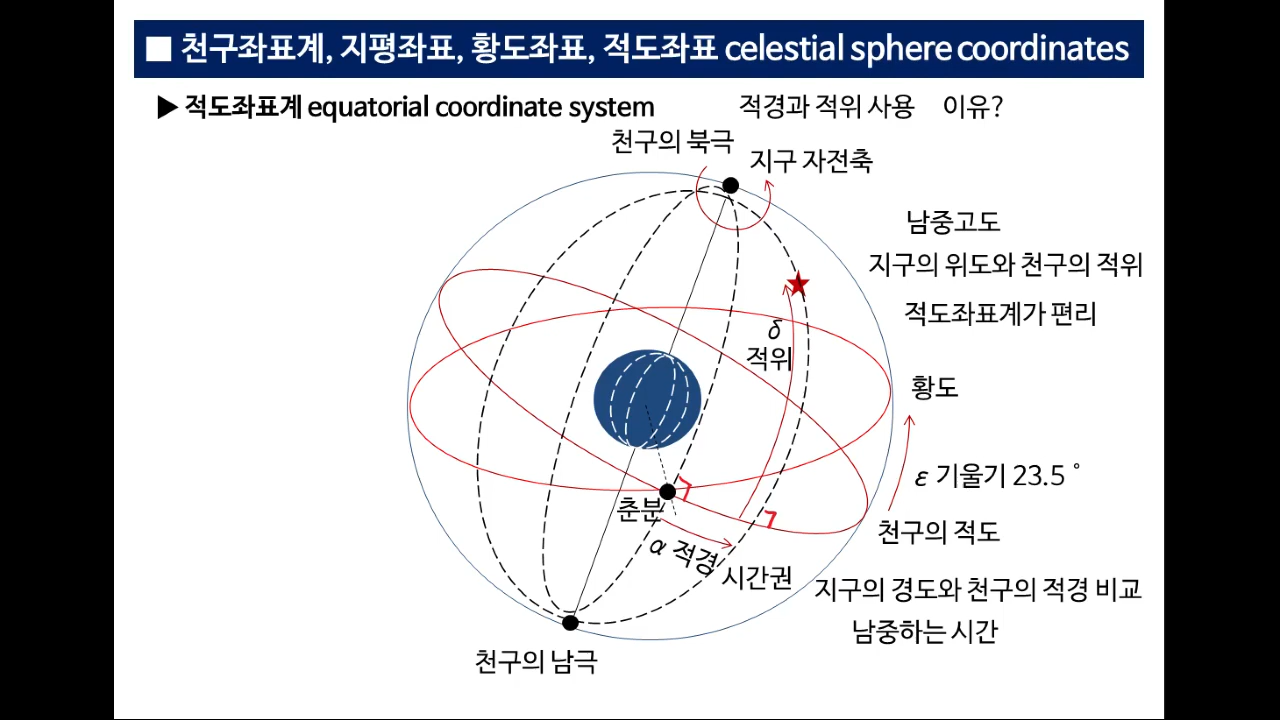 ■ 천구좌표계, 지평좌표, 황도좌표, 적도좌표 celestial sphere coordinates
▶ 적도좌표계 equatorial coordinate system 적경과 적위 사용 이유?
천구의 북극
지구 자전축
남중고도
지구의 위도와 천구의 적위
적도좌표계가 편리
δ
적위
황도
ε 기울기 23.5 ˚
춘분
천구의 적도
α 적경
시간권
지구의 경도와 천구의 적경 비교
남중하는 시간
천구의 남극